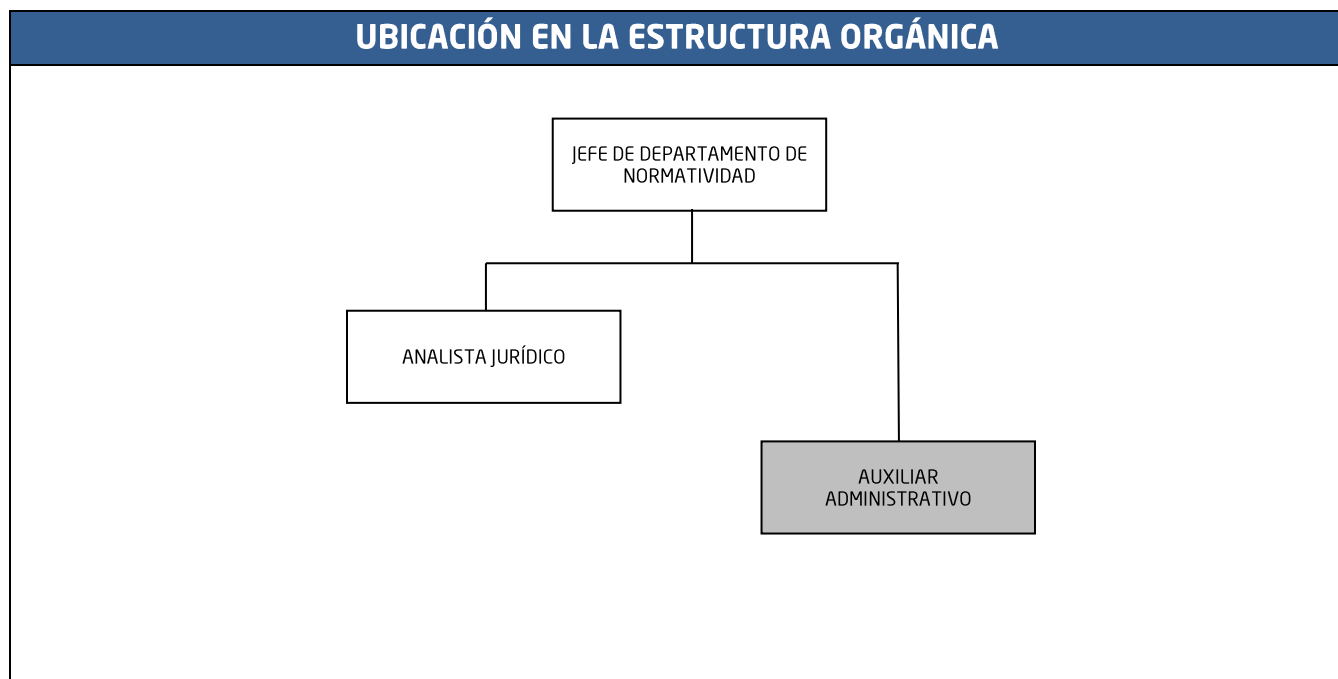 UBICACIÓN EN LA ESTRUCTURA ORGÁNICA
JEFE DE DEPARTAMENTO DE
NORMATIVIDAD
ANALISTA JURÍDICO
AUXILIAR
ADMINISTRATIVO